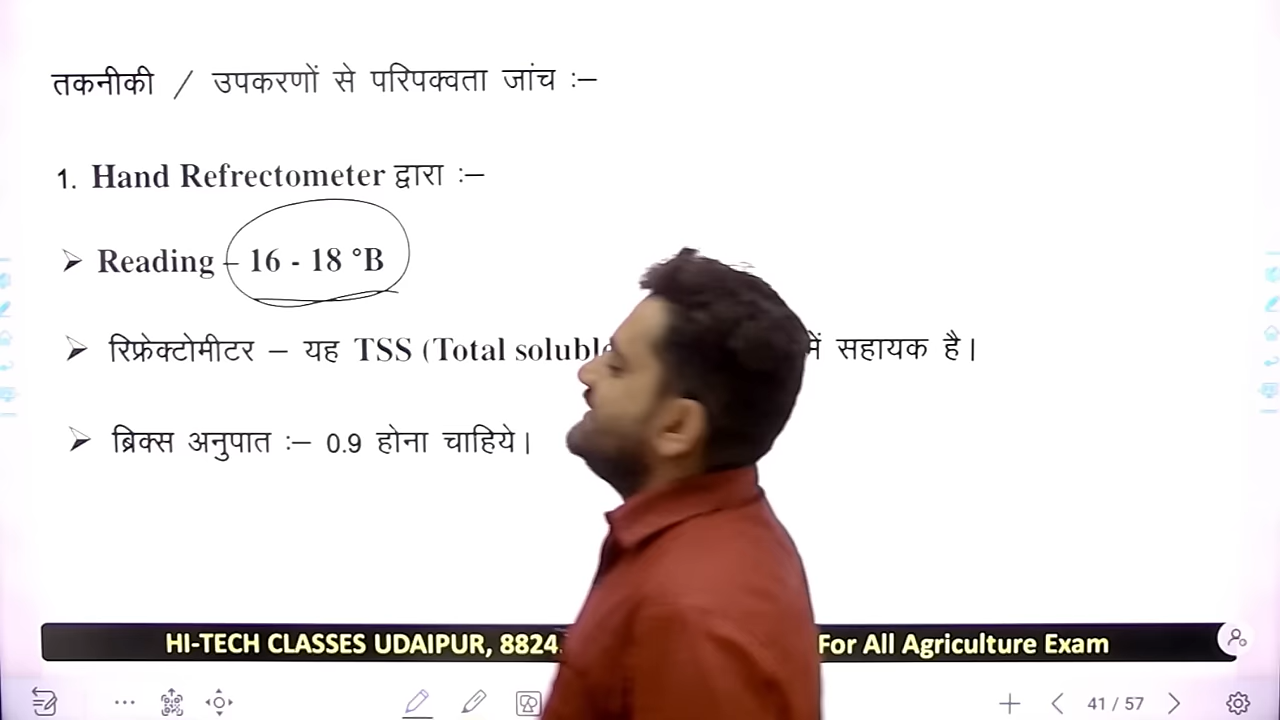 तकनीकी / उपकरणों से परिपक्वता जांच :–
1. Hand Refrectometer द्वारा :–
➢ Reading – 16 - 18 °B
➢ रिफ्रेक्टोमीटर – यह TSS (Total में सहायक है।
➢ ब्रिक्स अनुपात :– 0.9 होना चाहिये।
HI-TECH CLASSES UDAIPUR, 8824 For All Agriculture Exam
41 / 57